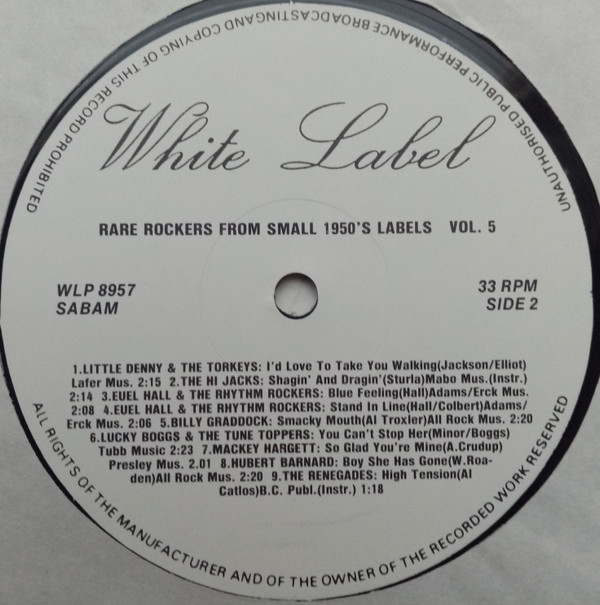 UNAUTHORISED PUBLIC PERFORMANCE BROADCASTINGAND COPYING OF THIS RECORD PROHIBITED
White Label
RARE ROCKERS FROM SMALL 1950'S LABELS VOL. 5
WLP 8957
SABAM
33 RPM
SIDE 2
1.LITTLE DENNY & THE TORKEYS: I'd Love To Take You Walking(Jackson/Elliot)
Lafer Mus. 2:15 2.THE HI JACKS: Shagin' And Dragin'(Sturla)Mabo Mus.(Instr.)
2:14 3.EUEL HALL & THE RHYTHM ROCKERS: Blue Feeling(Hall)Adams/Erck Mus.
2:08 4.EUEL HALL & THE RHYTHM ROCKERS: Stand In Line(Hall/Colbert)Adams/
Erck Mus. 2:06 5.BILLY GRADDOCK: Smacky Mouth(Al Troxler)All Rock Mus. 2:20
6.LUCKY BOGGS & THE TUNE TOPPERS: You Can't Stop Her(Minor/Boggs)
Tubb Music 2:23 7.MACKEY HARGETT: So Glad You're Mine(A.Crudup)
Presley Mus. 2.01 8.HUBERT BARNARD: Boy She Has Gone(W.Roa-
den)All Rock Mus. 2:20 9.THE RENEGADES: High Tension(Al
Catlos)B.C. Publ.(Instr.) 1:18
ALL RIGHTS OF THE MANUFACTURER AND OF THE OWNER OF THE RECORDED WORK RESERVED